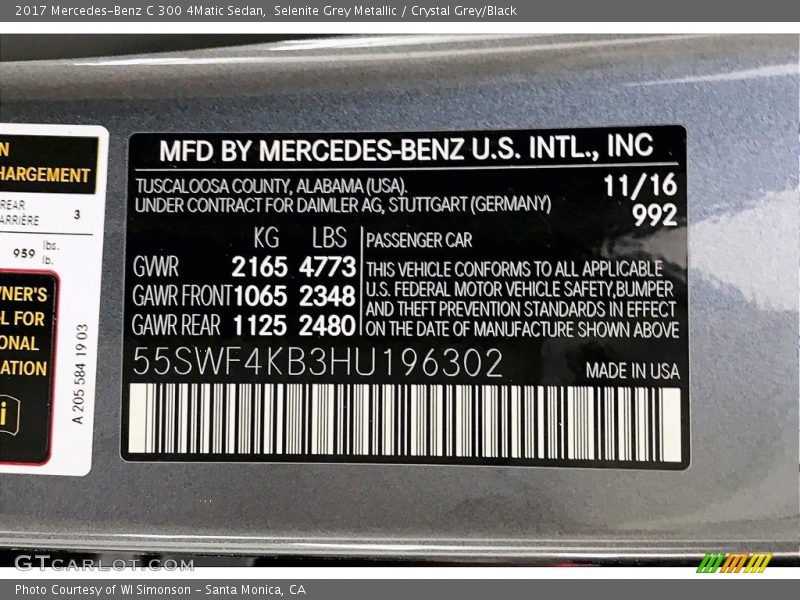 2017 Mercedes-Benz C 300 4Matic Sedan, Selenite Grey Metallic / Crystal Grey/Black
N
HARGEMENT
REAR
ARRIÈRE
3
959 lbs.
lb.
NER'S
L FOR
ONAL
ATION
i
A 205 584 19 03
MFD BY MERCEDES-BENZ U.S. INTL., INC
TUSCALOOSA COUNTY, ALABAMA (USA).
11/16
UNDER CONTRACT FOR DAIMLER AG, STUTTGART (GERMANY)
992
KG LBS
GVWR 2165 4773
GAWR FRONT 1065 2348
GAWR REAR 1125 2480
PASSENGER CAR
THIS VEHICLE CONFORMS TO ALL APPLICABLE
U.S. FEDERAL MOTOR VEHICLE SAFETY,BUMPER
AND THEFT PREVENTION STANDARDS IN EFFECT
ON THE DATE OF MANUFACTURE SHOWN ABOVE
55SWF4KB3HU196302
MADE IN USA
GTCARLOT.COM
Photo Courtesy of WI Simonson - Santa Monica, CA